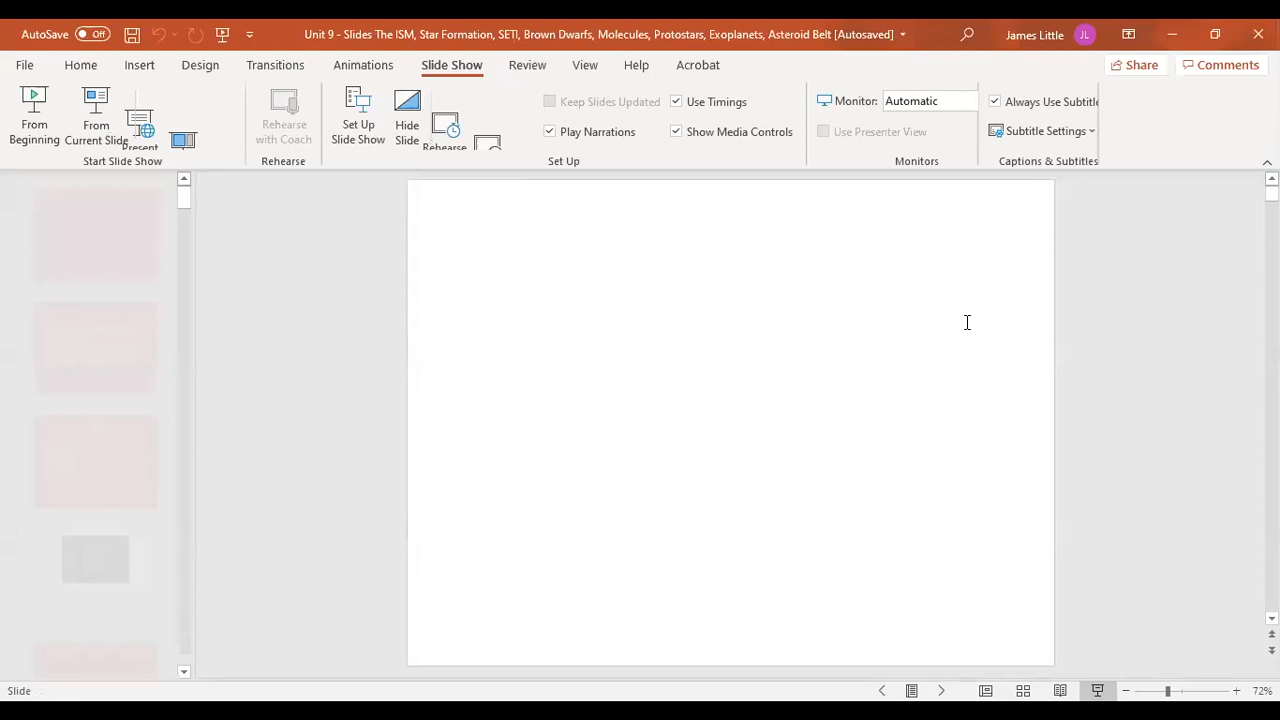 AutoSave Off
Unit 9 - Slides The ISM, Star Formation, SETI, Brown Dwarfs, Molecules, Protostars, Exoplanets, Asteroid Belt [Autosaved]
James Little JL
File Home Insert Design Transitions Animations Slide Show Review View Help Acrobat Share Comments
From Beginning
From Current Slide
Present
Start Slide Show
Rehearse with Coach
Rehearse
Set Up Slide Show
Hide Slide
Rehearse
Keep Slides Updated
Use Timings
Play Narrations
Show Media Controls
Set Up
Monitor: Automatic
Use Presenter View
Monitors
Always Use Subtitle
Subtitle Settings
Captions & Subtitles
Slide
72%